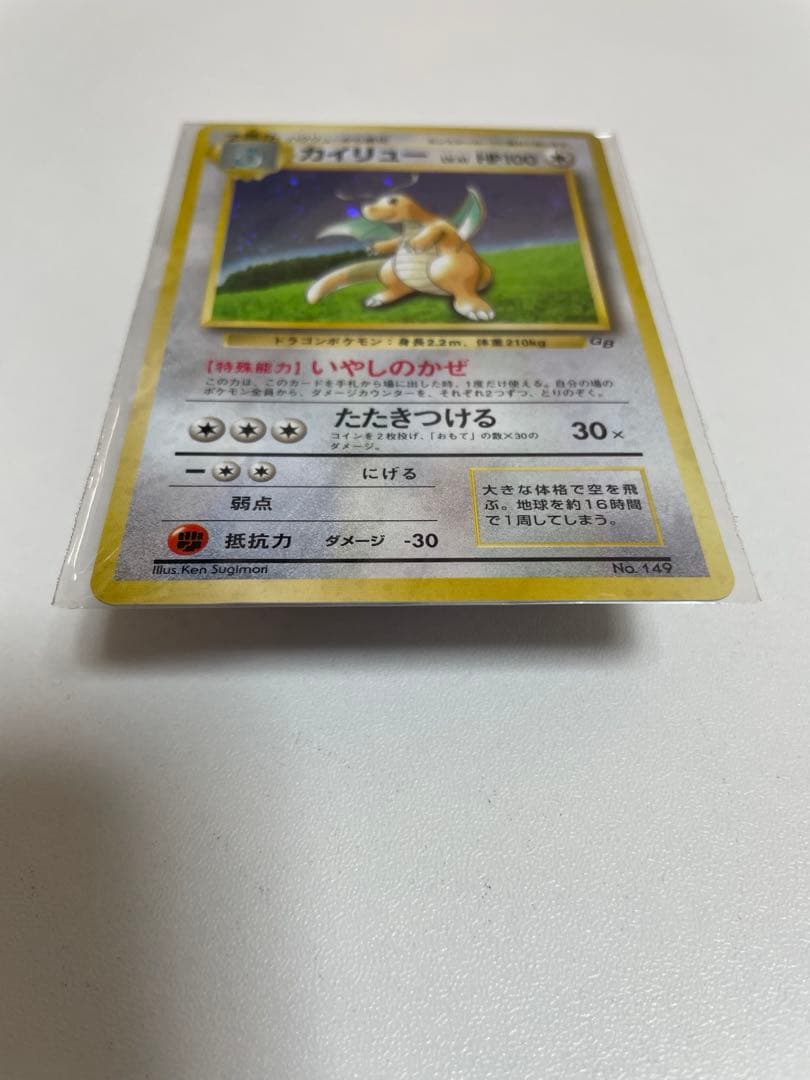 カイリュー LV.41 HP100
ドラゴンポケモン：身長2.2m、体重210kg
GB
[特殊能力] いやしのかぜ
この力は、このカードを手札から場に出した時、1度だけ使える。自分の場の
ポケモン全員から、ダメージカウンターを、それぞれ2つずつ、とりのぞく。
たたきつける 30×
コインを2枚投げ、「おもて」の数×30の
ダメージ。
にげる
弱点
抵抗力 ダメージ -30
大きな体格で空を飛
ぶ。地球を約16時間
で1周してしまう。
Illus. Ken Sugimori
No. 149